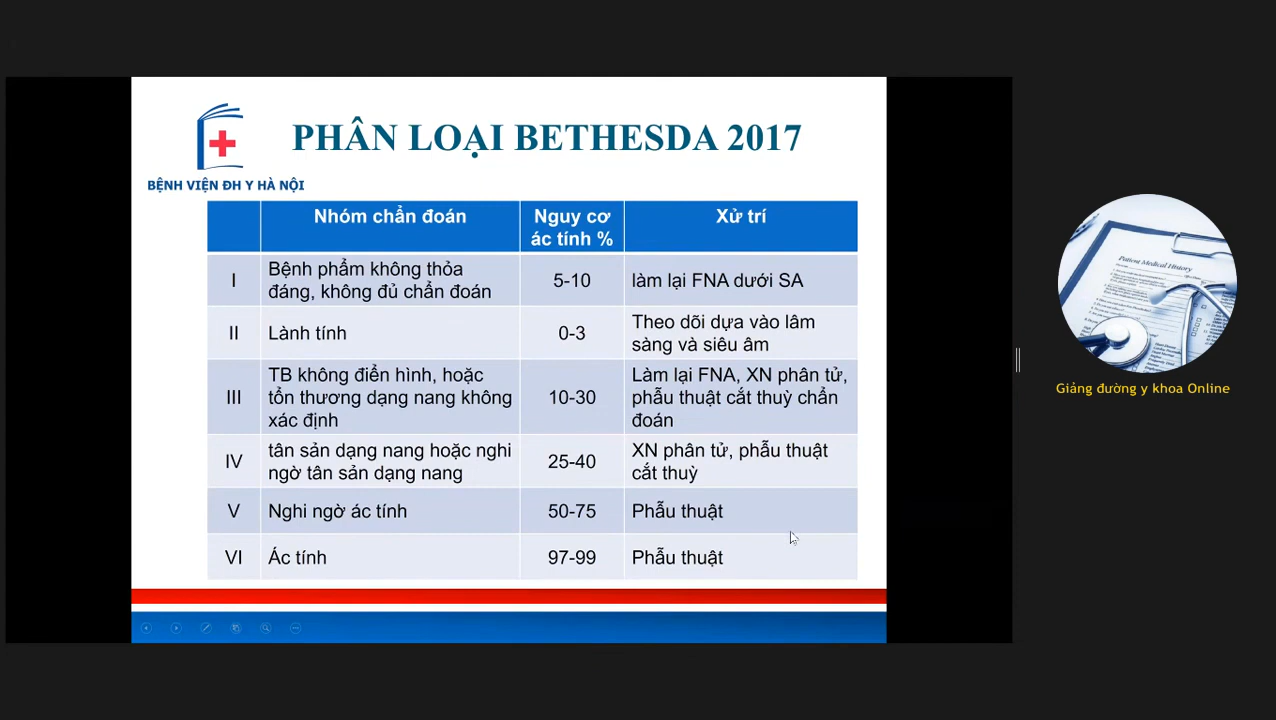 PHÂN LOẠI BETHESDA 2017
BỆNH VIỆN ĐH Y HÀ NỘI
Nhóm chẩn đoán
Nguy cơ
ác tính %
Xử trí
I
Bệnh phẩm không thỏa
đáng, không đủ chẩn đoán
5-10
làm lại FNA dưới SA
II
Lành tính
0-3
Theo dõi dựa vào lâm
sàng và siêu âm
III
TB không điển hình, hoặc
tổn thương dạng nang không
xác định
10-30
Làm lại FNA, XN phân tử,
phẫu thuật cắt thuỳ chẩn
đoán
IV
tân sản dạng nang hoặc nghi
ngờ tân sản dạng nang
25-40
XN phân tử, phẫu thuật
cắt thuỳ
V
Nghi ngờ ác tính
50-75
Phẫu thuật
VI
Ác tính
97-99
Phẫu thuật
Patient Medical History
Giảng đường y khoa Online